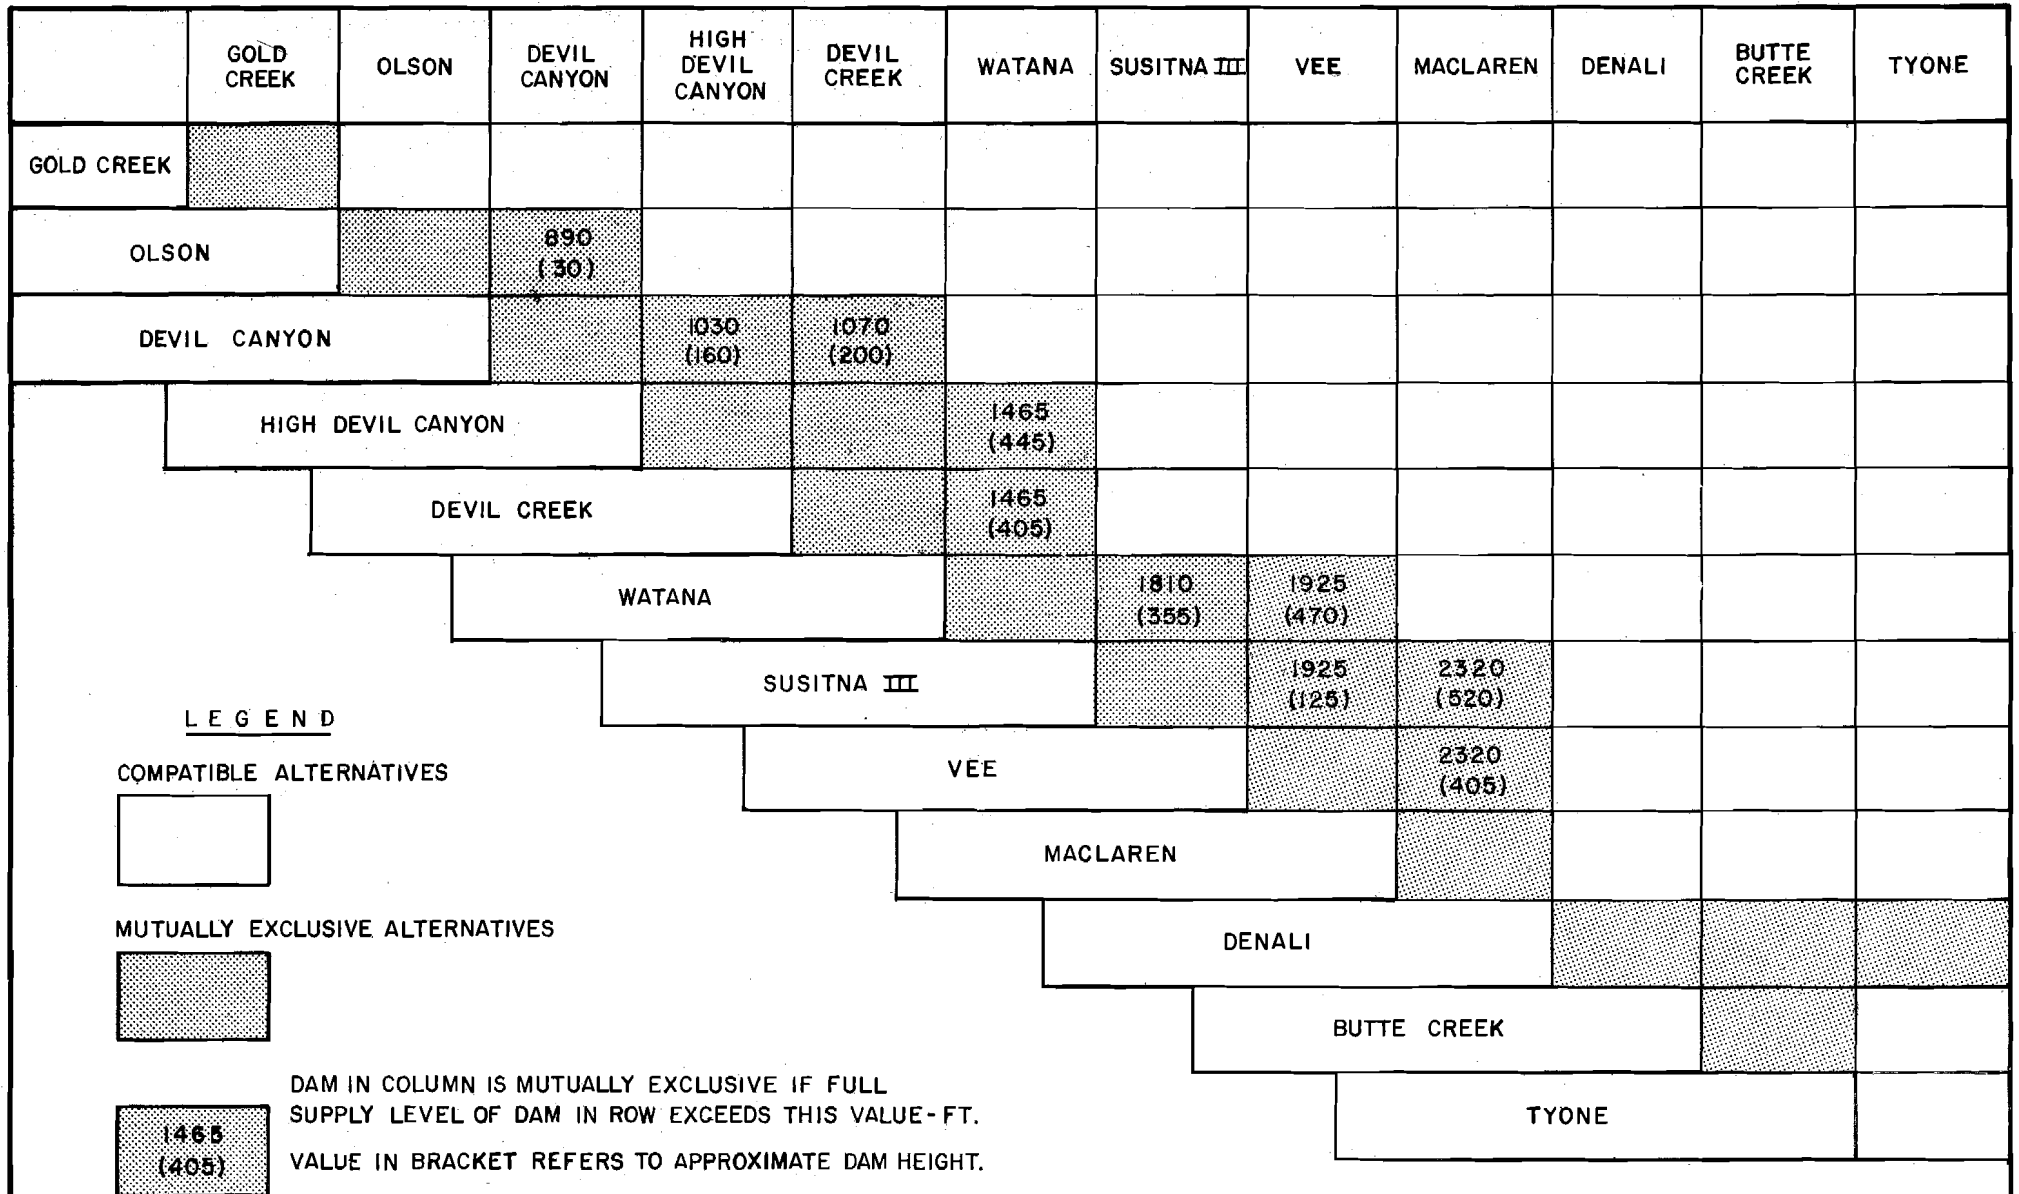 GOLD CREEK
OLSON
DEVIL CANYON
HIGH DEVIL CANYON
DEVIL CREEK
WATANA
SUSITNA III
VEE
MACLAREN
DENALI
BUTTE CREEK
TYONE
GOLD CREEK
OLSON
890
(30)
DEVIL CANYON
1030
(160)
1070
(200)
HIGH DEVIL CANYON
1465
(445)
DEVIL CREEK
1465
(405)
WATANA
1810
(355)
1925
(470)
SUSITNA III
1925
(125)
2320
(520)
VEE
2320
(405)
MACLAREN
DENALI
BUTTE CREEK
TYONE
LEGEND
COMPATIBLE ALTERNATIVES
MUTUALLY EXCLUSIVE ALTERNATIVES
1465
(405)
DAM IN COLUMN IS MUTUALLY EXCLUSIVE IF FULL
SUPPLY LEVEL OF DAM IN ROW EXCEEDS THIS VALUE-FT.
VALUE IN BRACKET REFERS TO APPROXIMATE DAM HEIGHT.